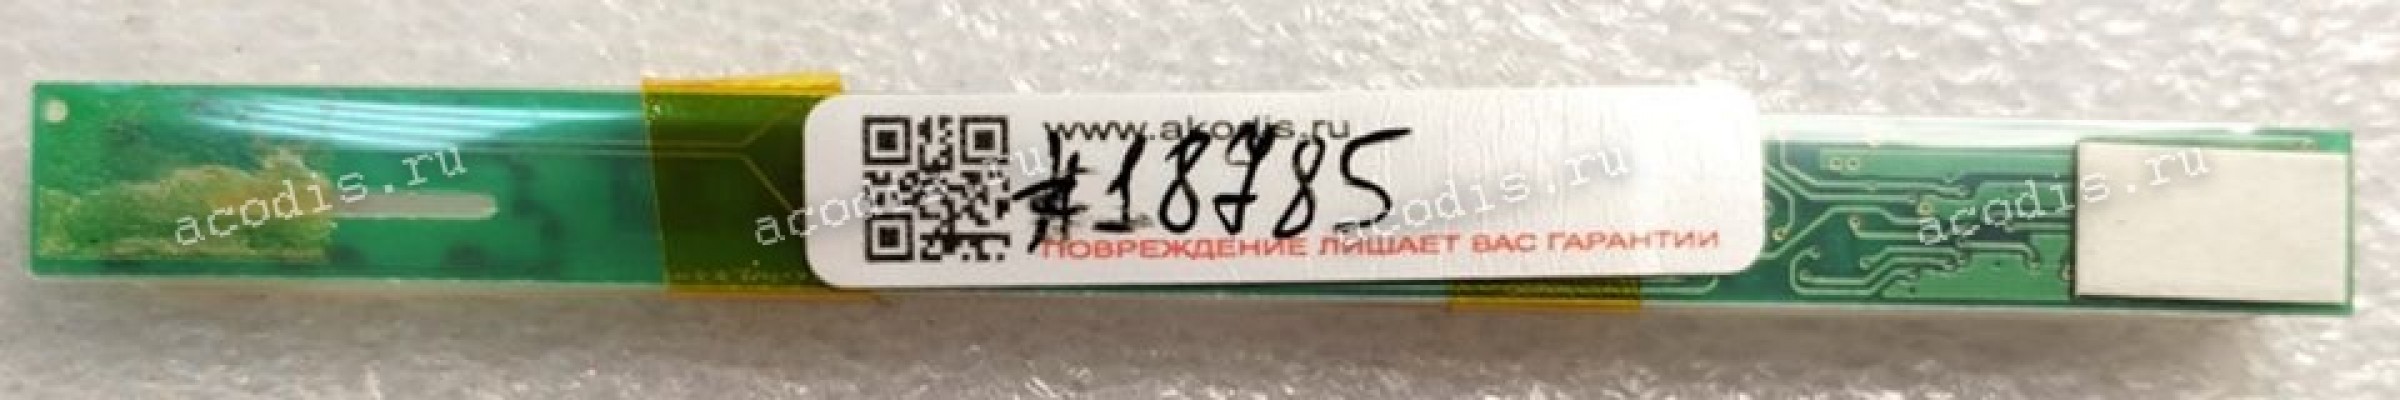 www.akodis.ru
#18785
ПОВРЕЖДЕНИЕ ЛИШАЕТ ВАС ГАРАНТИИ
acodis.ru
acodis.ru
acodis.ru
acodis.ru